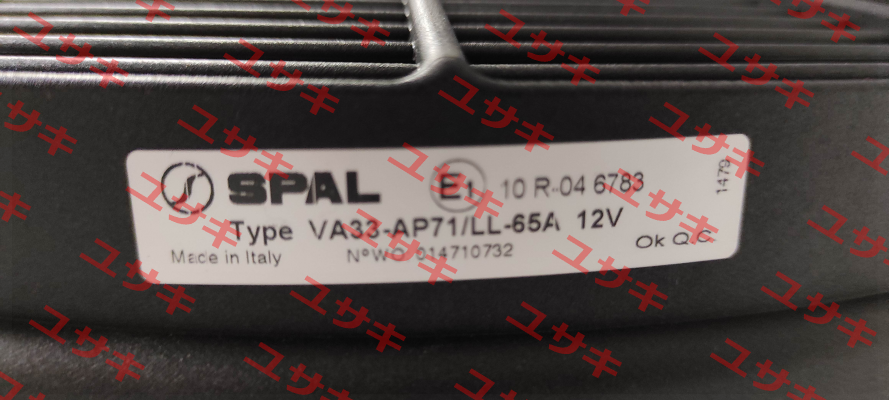 SPAL E1 10 R-04 6783
1479
Type VA33-AP71/LL-65A 12V
Made in Italy N°WO 014710732 Ok Q.C
ユサキ